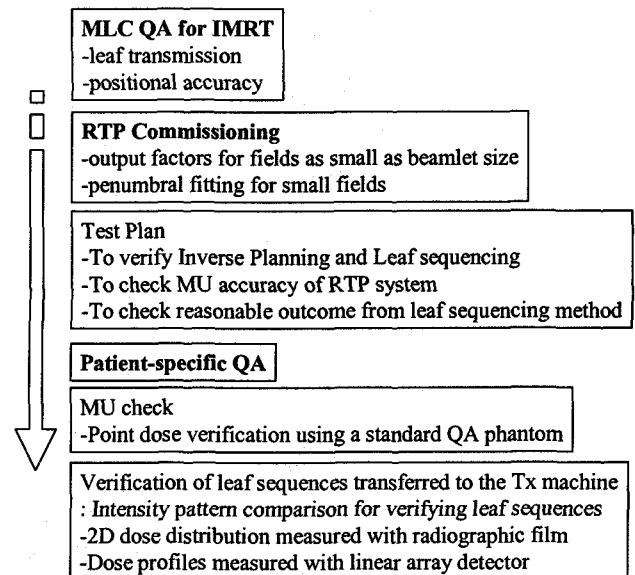 MLC QA for IMRT
-leaf transmission
-positional accuracy
RTP Commissioning
-output factors for fields as small as beamlet size
-penumbral fitting for small fields
Test Plan
-To verify Inverse Planning and Leaf sequencing
-To check MU accuracy of RTP system
-To check reasonable outcome from leaf sequencing method
Patient-specific QA
MU check
-Point dose verification using a standard QA phantom
Verification of leaf sequences transferred to the Tx machine
: Intensity pattern comparison for verifying leaf sequences
-2D dose distribution measured with radiographic film
-Dose profiles measured with linear array detector